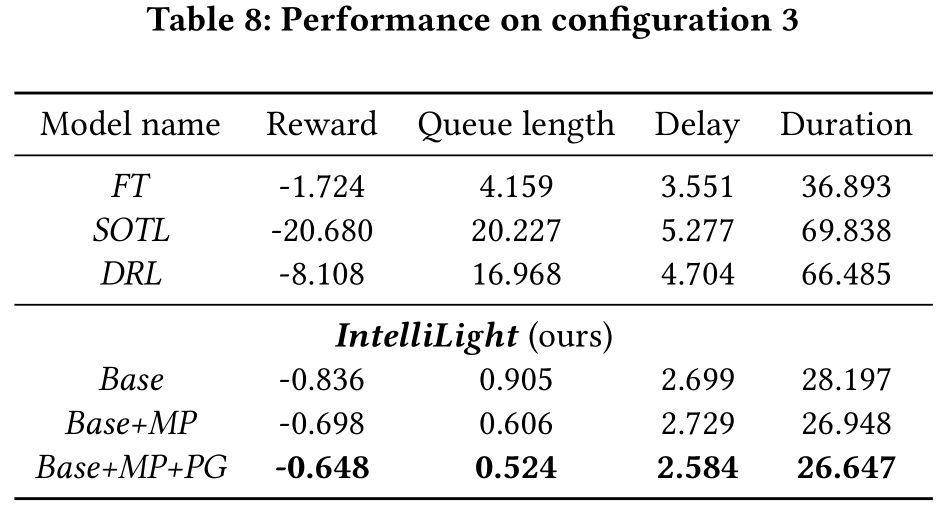 Table 8: Performance on configuration 3
Model name Reward Queue length Delay Duration
FT -1.724 4.159 3.551 36.893
SOTL -20.680 20.227 5.277 69.838
DRL -8.108 16.968 4.704 66.485
IntelliLight (ours)
Base -0.836 0.905 2.699 28.197
Base+MP -0.698 0.606 2.729 26.948
Base+MP+PG -0.648 0.524 2.584 26.647